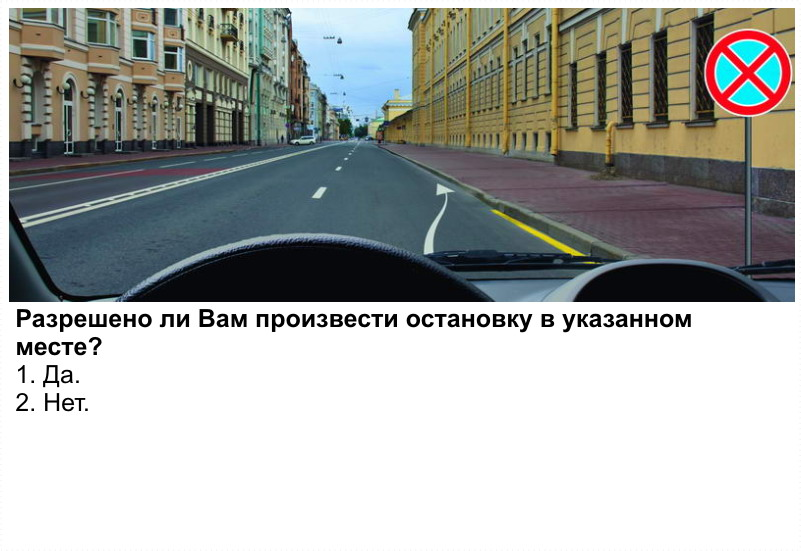 Разрешено ли Вам произвести остановку в указанном
месте?
1. Да.
2. Нет.